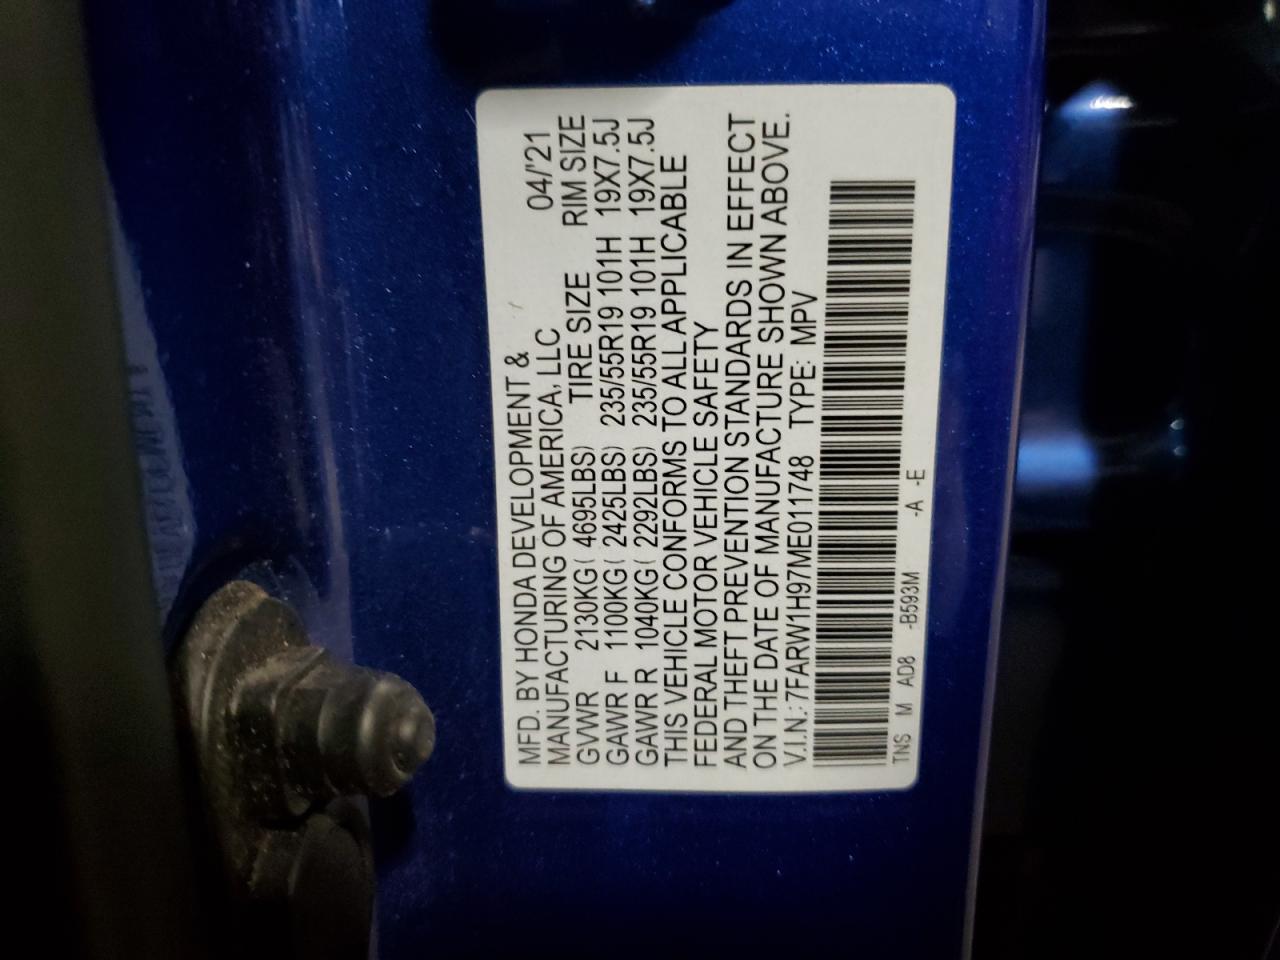 MFD. BY HONDA DEVELOPMENT &
MANUFACTURING OF AMERICA, LLC 04/'21
GVWR 2130KG( 4695LBS) TIRE SIZE RIM SIZE
GAWR F 1100KG( 2425LBS) 235/55R19 101H 19X7.5J
GAWR R 1040KG( 2292LBS) 235/55R19 101H 19X7.5J
THIS VEHICLE CONFORMS TO ALL APPLICABLE
FEDERAL MOTOR VEHICLE SAFETY
AND THEFT PREVENTION STANDARDS IN EFFECT
ON THE DATE OF MANUFACTURE SHOWN ABOVE.
V.I.N.: 7FARW1H97ME011748 TYPE: MPV
TNS M AD8 -B593M -A -E